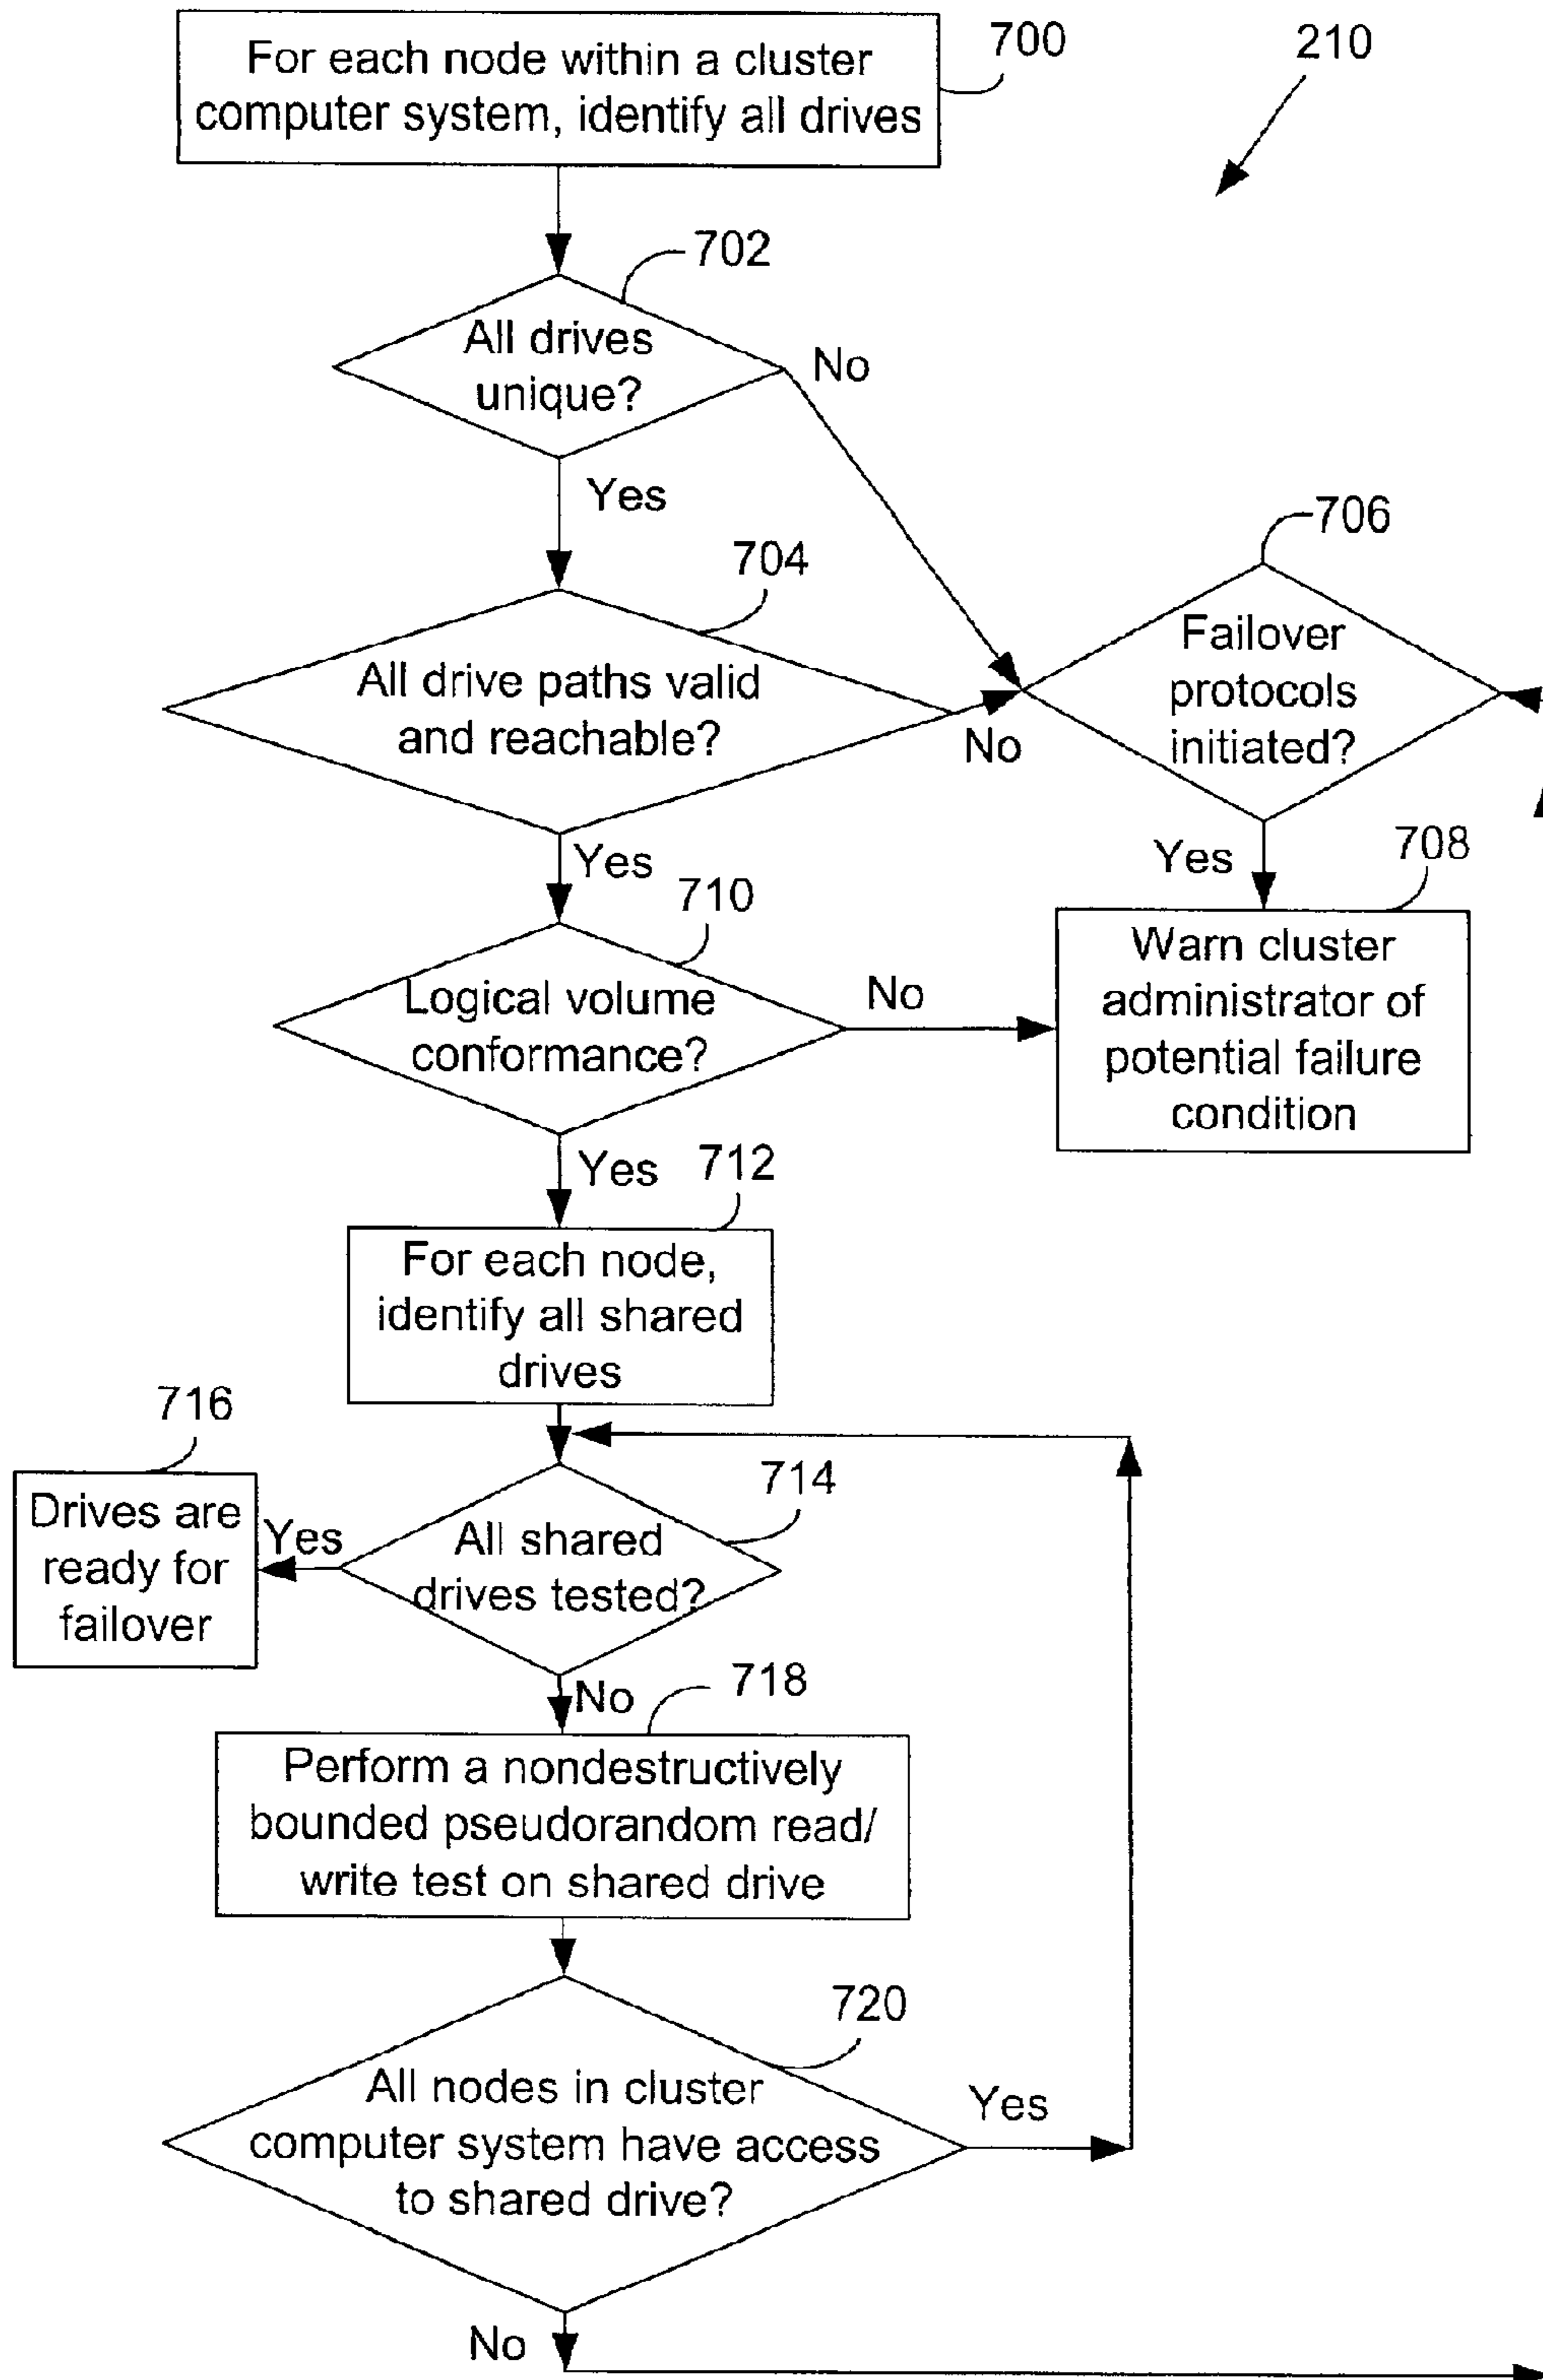 For each node within a cluster
computer system, identify all drives
700
210
702
All drives
unique?
No
Yes
704
All drive paths valid
and reachable?
No
706
Failover
protocols
initiated?
Yes
Yes
708
Warn cluster
administrator of
potential failure
condition
710
Logical volume
conformance?
No
Yes
712
For each node,
identify all shared
drives
716
Drives are
ready for
failover
Yes
714
All shared
drives tested?
No
718
Perform a nondestructively
bounded pseudorandom read/
write test on shared drive
720
All nodes in cluster
computer system have access
to shared drive?
Yes
No